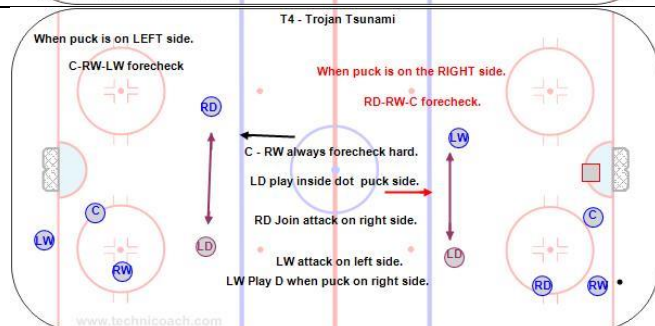 T4 - Trojan Tsunami
When puck is on LEFT side.
C-RW-LW forecheck
When puck is on the RIGHT side.
RD-RW-C forecheck.
RD
LW
C - RW always forecheck hard.
LD play inside dot puck side.
C
C
RD Join attack on right side.
LW
LD
LD
LW attack on left side.
RW
LW Play D when puck on right side.
RD
RW
www.technicoach.com